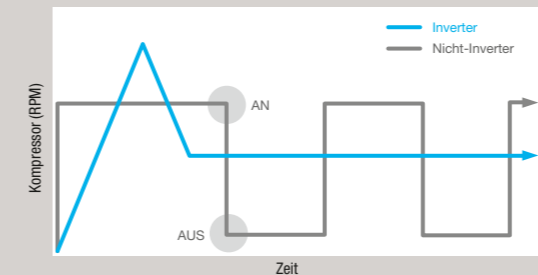 Inverter
Nicht-Inverter
Kompressor (RPM)
AN
AUS
Zeit